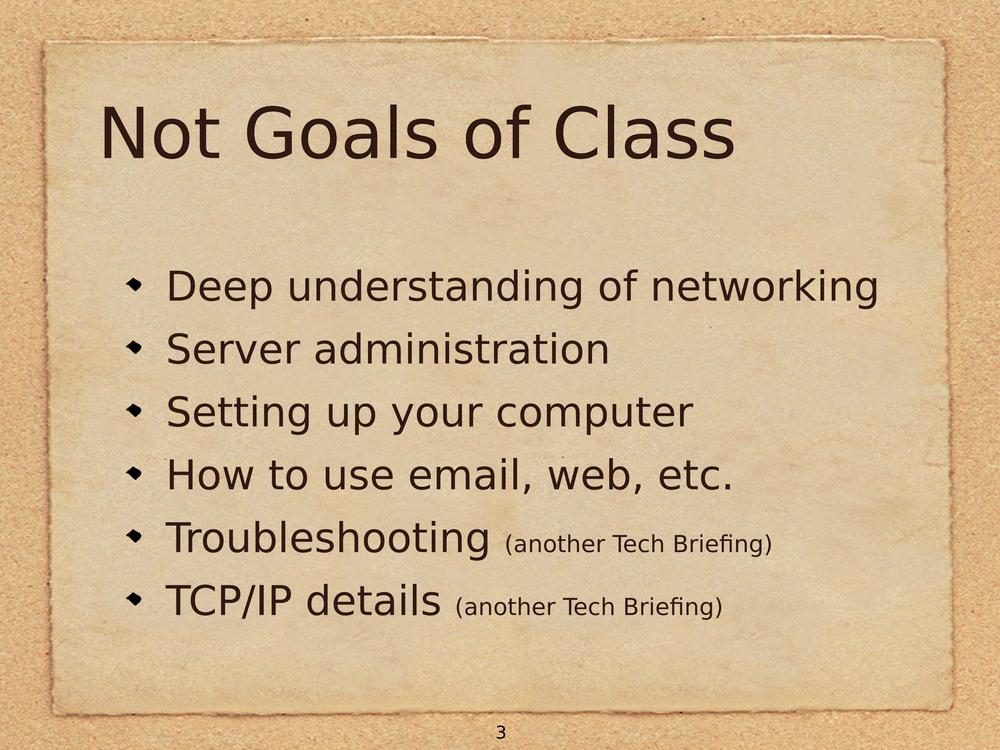 Not Goals of Class
Deep understanding of networking
Server administration
Setting up your computer
How to use email, web, etc.
Troubleshooting (another Tech Briefing)
TCP/IP details (another Tech Briefing)
3